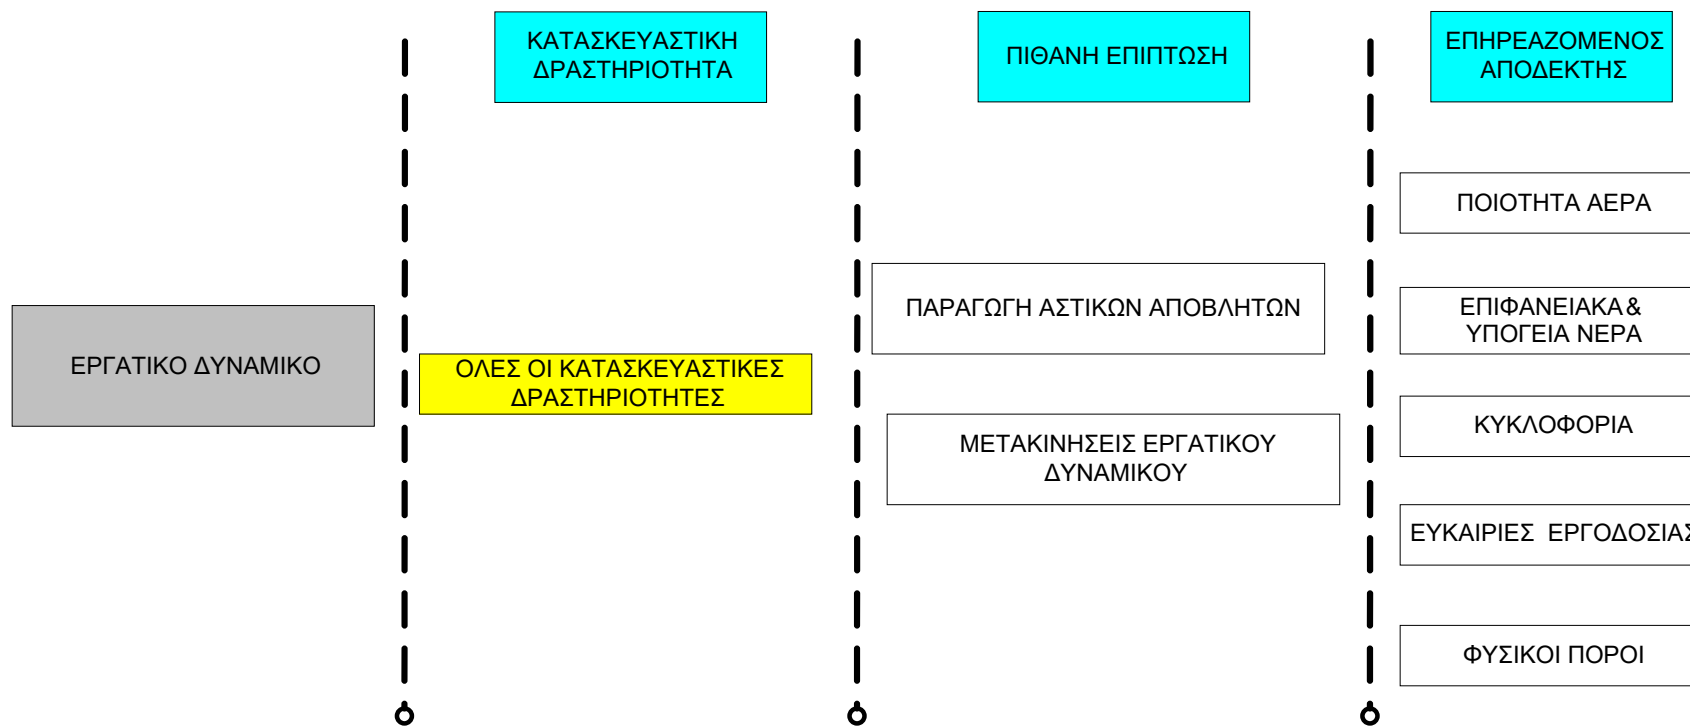 ΚΑΤΑΣΚΕΥΑΣΤΙΚΗ
ΔΡΑΣΤΗΡΙΟΤΗΤΑ
ΠΙΘΑΝΗ ΕΠΙΠΤΩΣΗ
ΕΠΗΡΕΑΖΟΜΕΝΟΣ
ΑΠΟΔΕΚΤΗΣ
ΕΡΓΑΤΙΚΟ ΔΥΝΑΜΙΚΟ
ΟΛΕΣ ΟΙ ΚΑΤΑΣΚΕΥΑΣΤΙΚΕΣ
ΔΡΑΣΤΗΡΙΟΤΗΤΕΣ
ΠΑΡΑΓΩΓΗ ΑΣΤΙΚΩΝ ΑΠΟΒΛΗΤΩΝ
ΜΕΤΑΚΙΝΗΣΕΙΣ ΕΡΓΑΤΙΚΟΥ
ΔΥΝΑΜΙΚΟΥ
ΠΟΙΟΤΗΤΑ ΑΕΡΑ
ΕΠΙΦΑΝΕΙΑΚΑ &
ΥΠΟΓΕΙΑ ΝΕΡΑ
ΚΥΚΛΟΦΟΡΙΑ
ΕΥΚΑΙΡΙΕΣ ΕΡΓΟΔΟΣΙΑΣ
ΦΥΣΙΚΟΙ ΠΟΡΟΙ